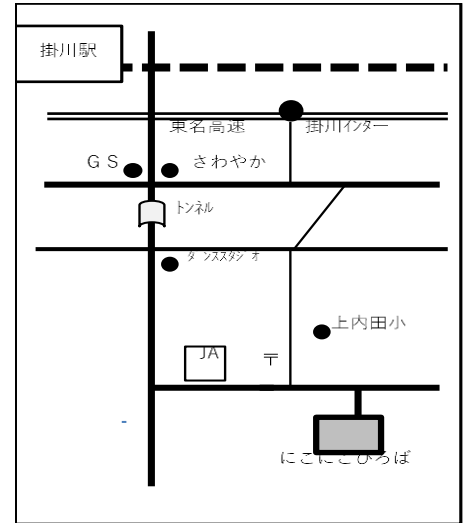 掛川駅
東名高速
掛川インター
ＧＳ
さわやか
トンネル
ダンススタジオ
上内田小
JA
〒
にこにこひろば